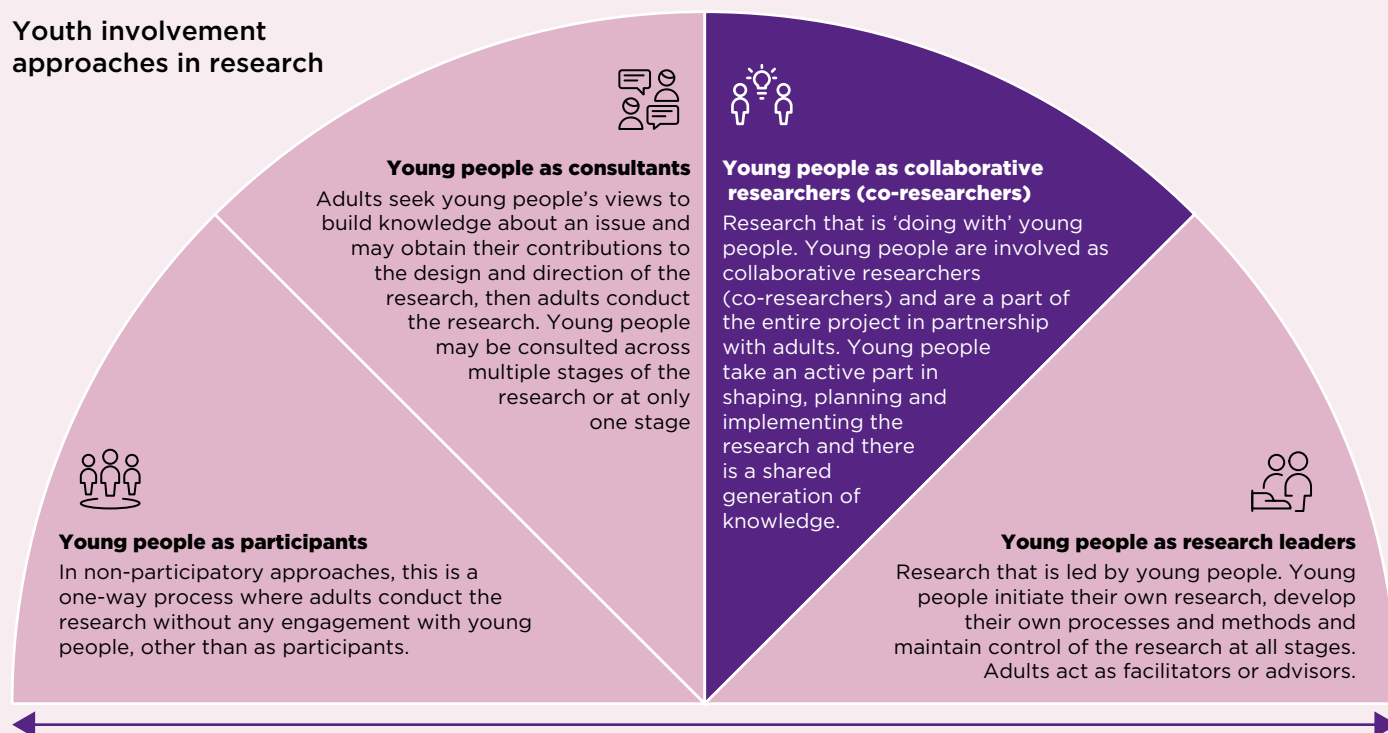 Youth involvement
approaches in research
Young people as participants
In non-participatory approaches, this is a
one-way process where adults conduct the
research without any engagement with young
people, other than as participants.
Young people as consultants
Adults seek young people’s views to
build knowledge about an issue and
may obtain their contributions to
the design and direction of the
research, then adults conduct
the research. Young people
may be consulted across
multiple stages of the
research or at only
one stage
Young people as collaborative
researchers (co-researchers)
Research that is ‘doing with’ young
people. Young people are involved as
collaborative researchers
(co-researchers) and are a part of
the entire project in partnership
with adults. Young people
take an active part in
shaping, planning and
implementing the
research and there
is a shared
generation of
knowledge.
Young people as research leaders
Research that is led by young people. Young
people initiate their own research, develop
their own processes and methods and
maintain control of the research at all stages.
Adults act as facilitators or advisors.